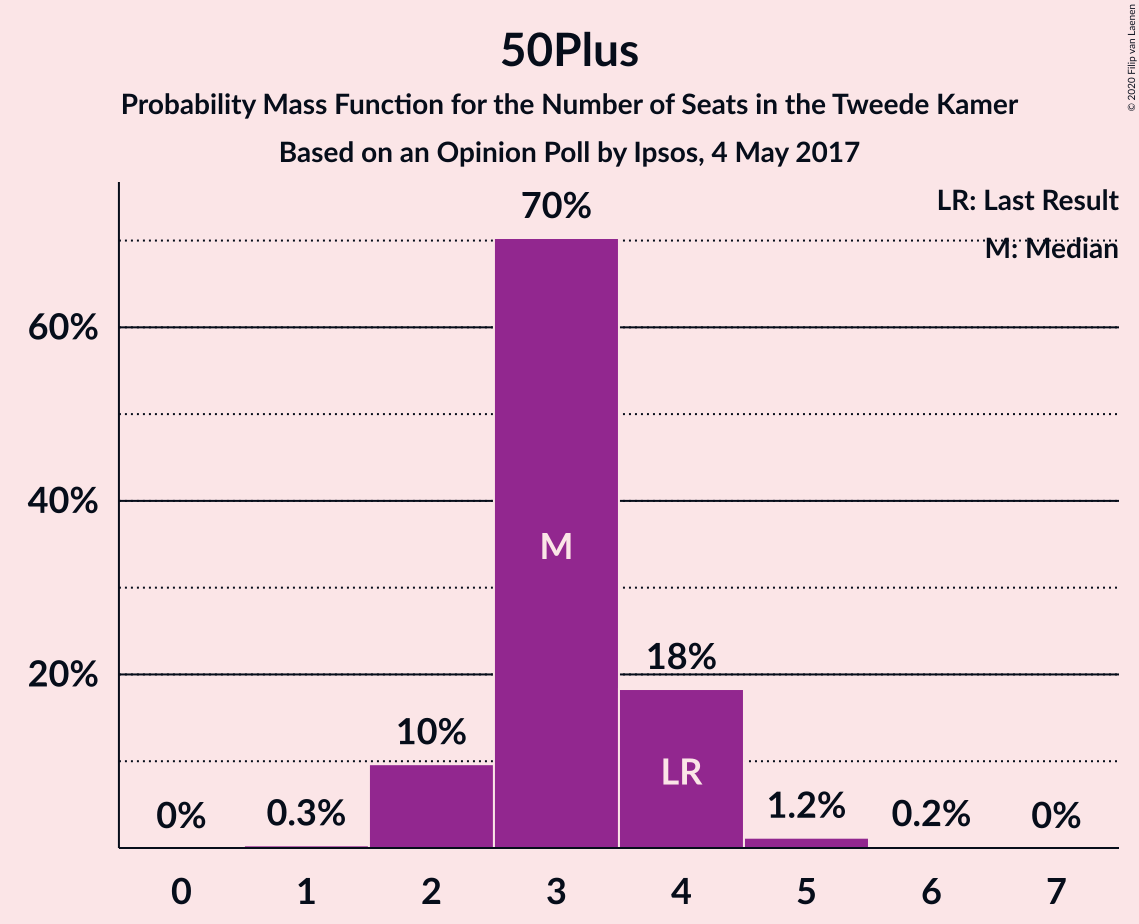 50Plus
Probability Mass Function for the Number of Seats in the Tweede Kamer
Based on an Opinion Poll by Ipsos, 4 May 2017
© 2020 Filip van Laenen
LR: Last Result
M: Median
60%
40%
20%
0%
0.3%
10%
70%
M
18%
LR
1.2%
0.2%
0%
0 1 2 3 4 5 6 7